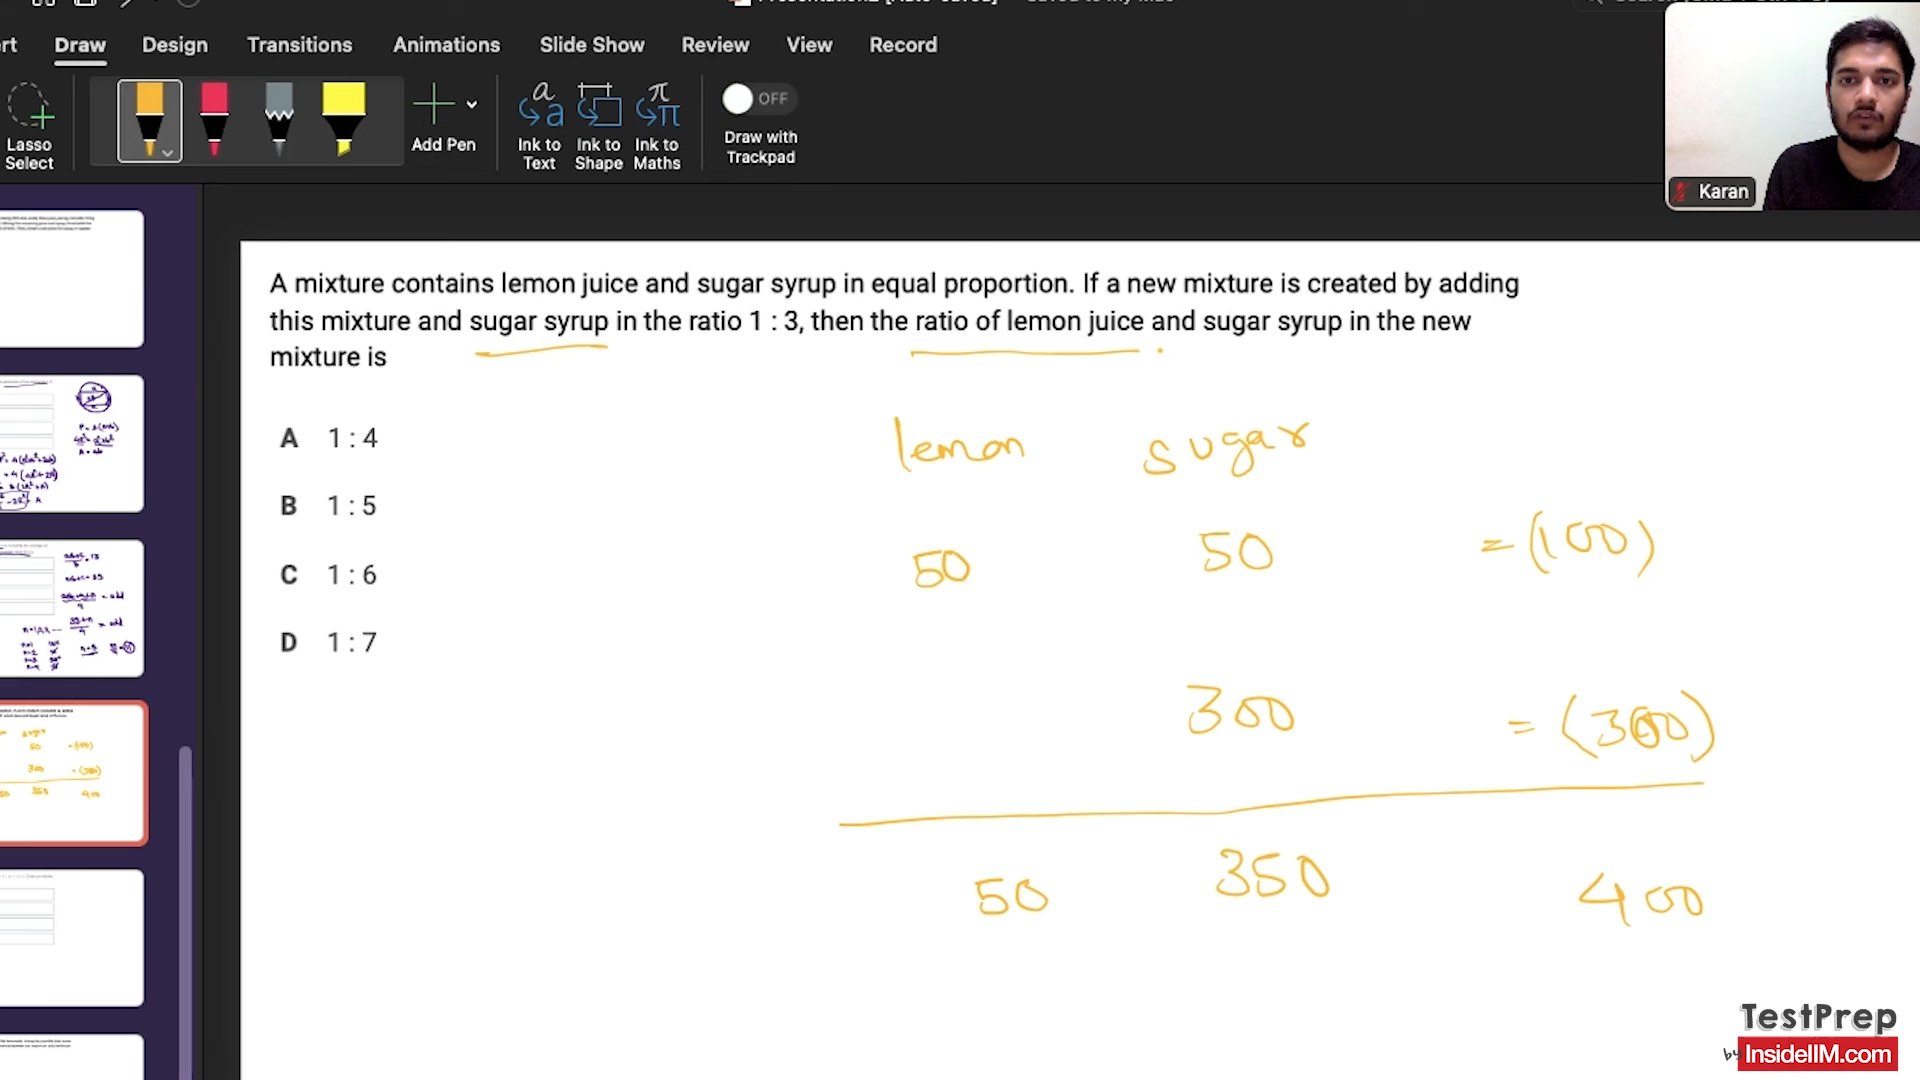 Draw Design Transitions Animations Slide Show Review View Record
OFF
Lasso Select
Add Pen
Ink to Text
Ink to Shape
Ink to Maths
Draw with Trackpad
Karan
A mixture contains lemon juice and sugar syrup in equal proportion. If a new mixture is created by adding
this mixture and sugar syrup in the ratio 1 : 3, then the ratio of lemon juice and sugar syrup in the new
mixture is
A 1 : 4
B 1 : 5
C 1 : 6
D 1 : 7
lemon sugar
50 50 = (100)
300 = (300)
50 350 400
TestPrep
by InsideIIM.com